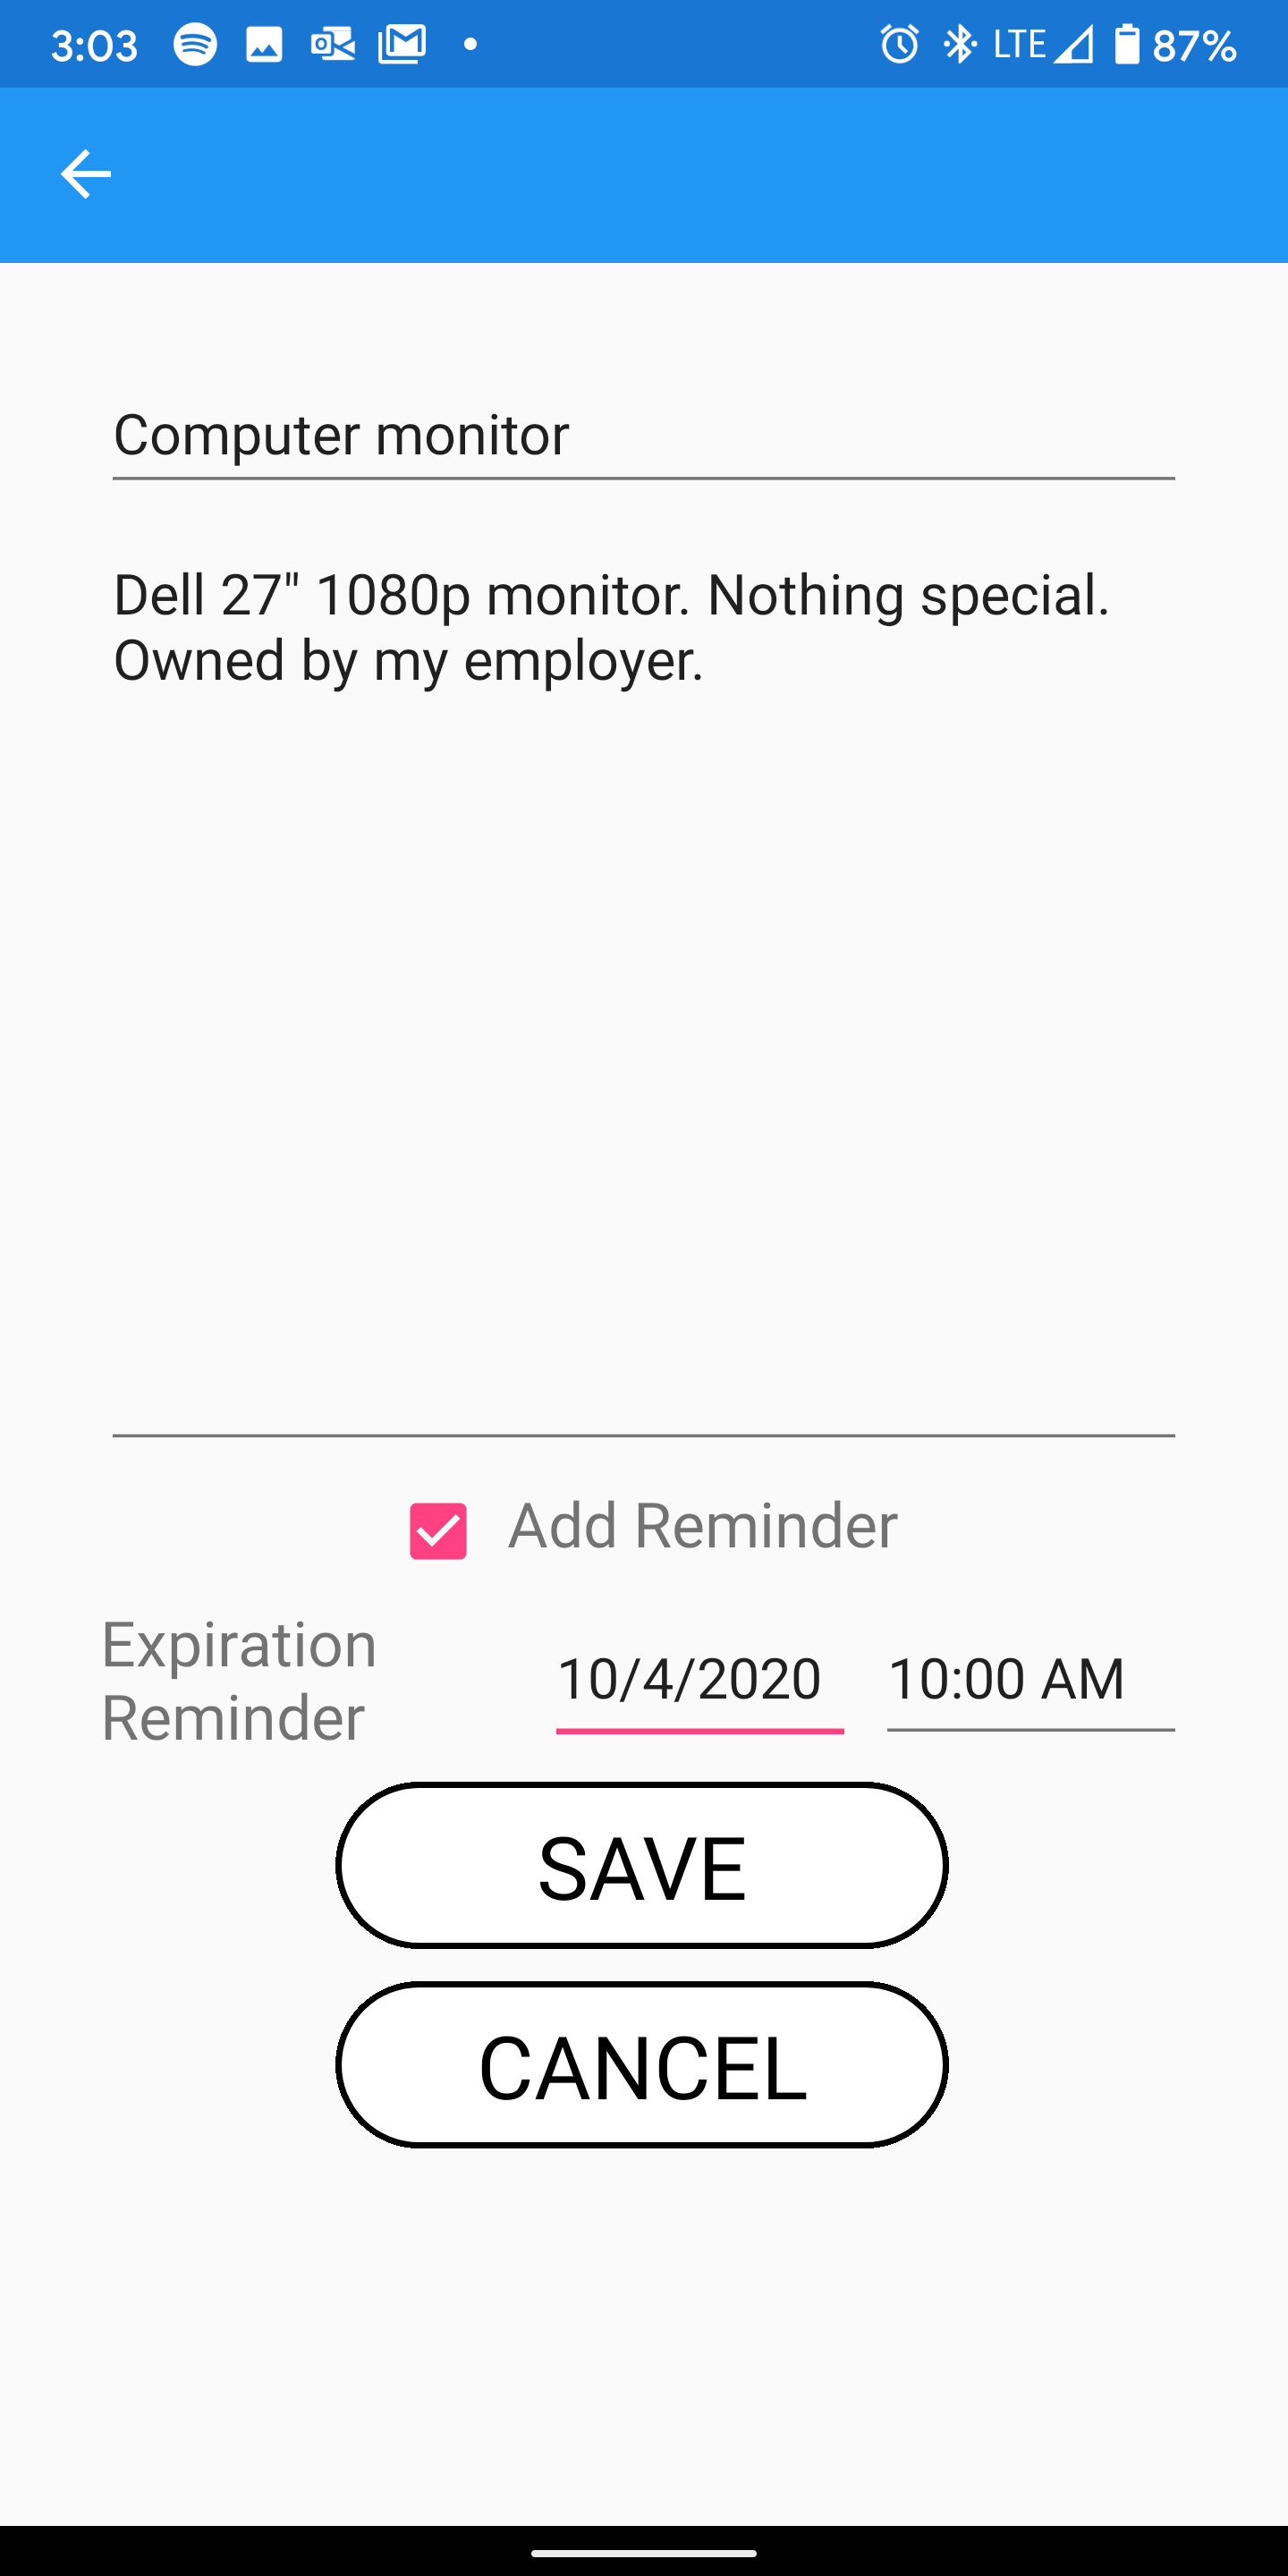 3:03 LTE 87%
Computer monitor
Dell 27" 1080p monitor. Nothing special.
Owned by my employer.
Add Reminder
Expiration
Reminder
10/4/2020 10:00 AM
SAVE
CANCEL